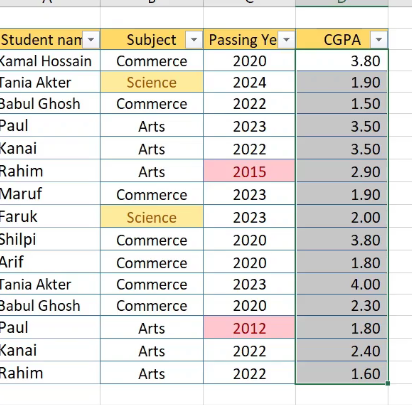 Student nam Subject Passing Ye CGPA
Kamal Hossain Commerce 2020 3.80
Tania Akter Science 2024 1.90
Babul Ghosh Commerce 2022 1.50
Paul Arts 2023 3.50
Kanai Arts 2022 3.50
Rahim Arts 2015 2.90
Maruf Commerce 2023 1.90
Faruk Science 2023 2.00
Shilpi Commerce 2020 3.80
Arif Commerce 2020 1.80
Tania Akter Commerce 2023 4.00
Babul Ghosh Commerce 2020 2.30
Paul Arts 2012 1.80
Kanai Arts 2022 2.40
Rahim Arts 2022 1.60